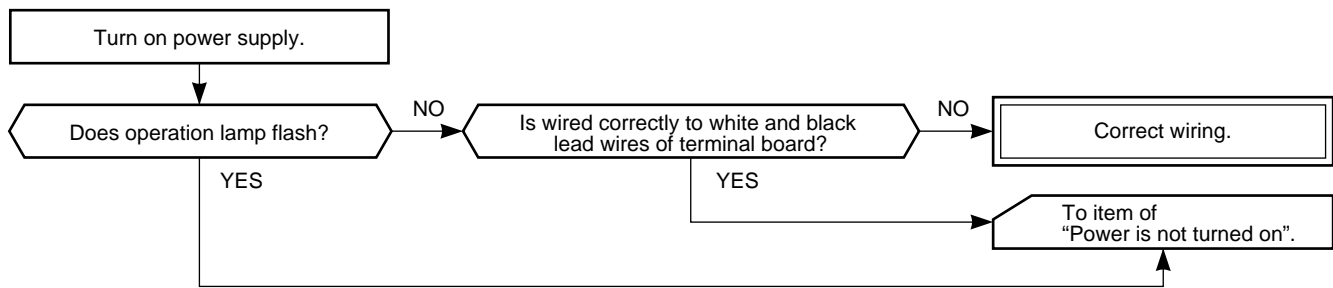 Turn on power supply.
Does operation lamp flash?
NO
Is wired correctly to white and black
lead wires of terminal board?
NO
Correct wiring.
YES
YES
To item of
“Power is not turned on”.